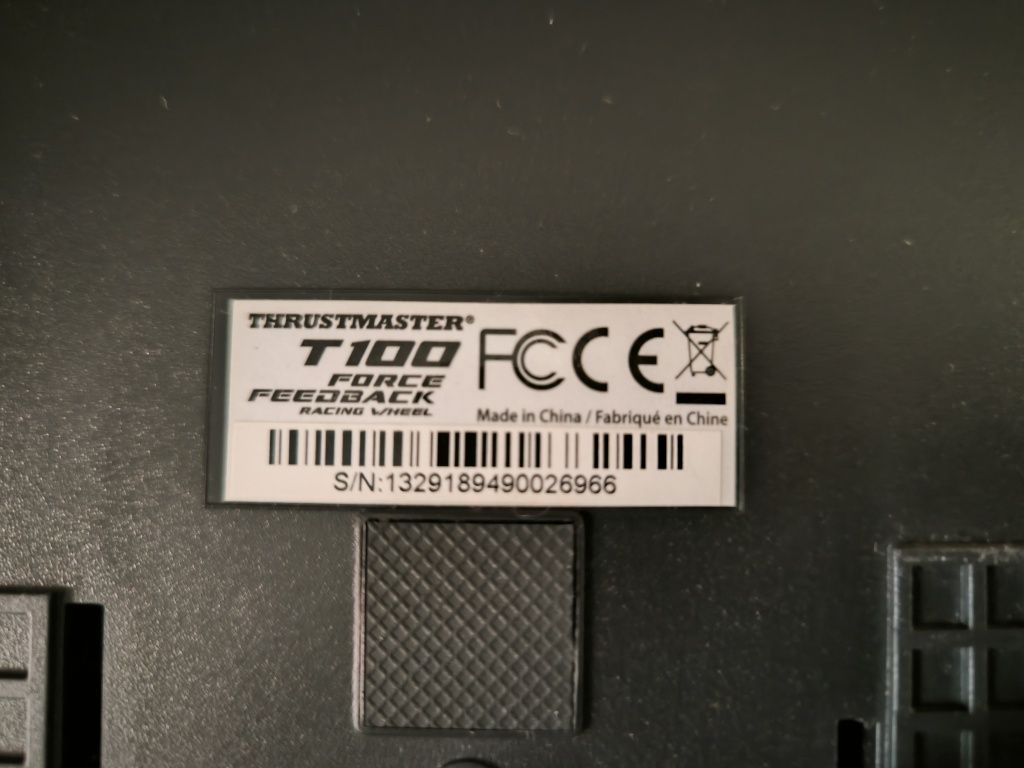 THRUSTMASTER®
T100
FORCE
FEEDBACK
RACING WHEEL
FC CE
Made in China / Fabriqué en Chine
S/N:1329189490026966